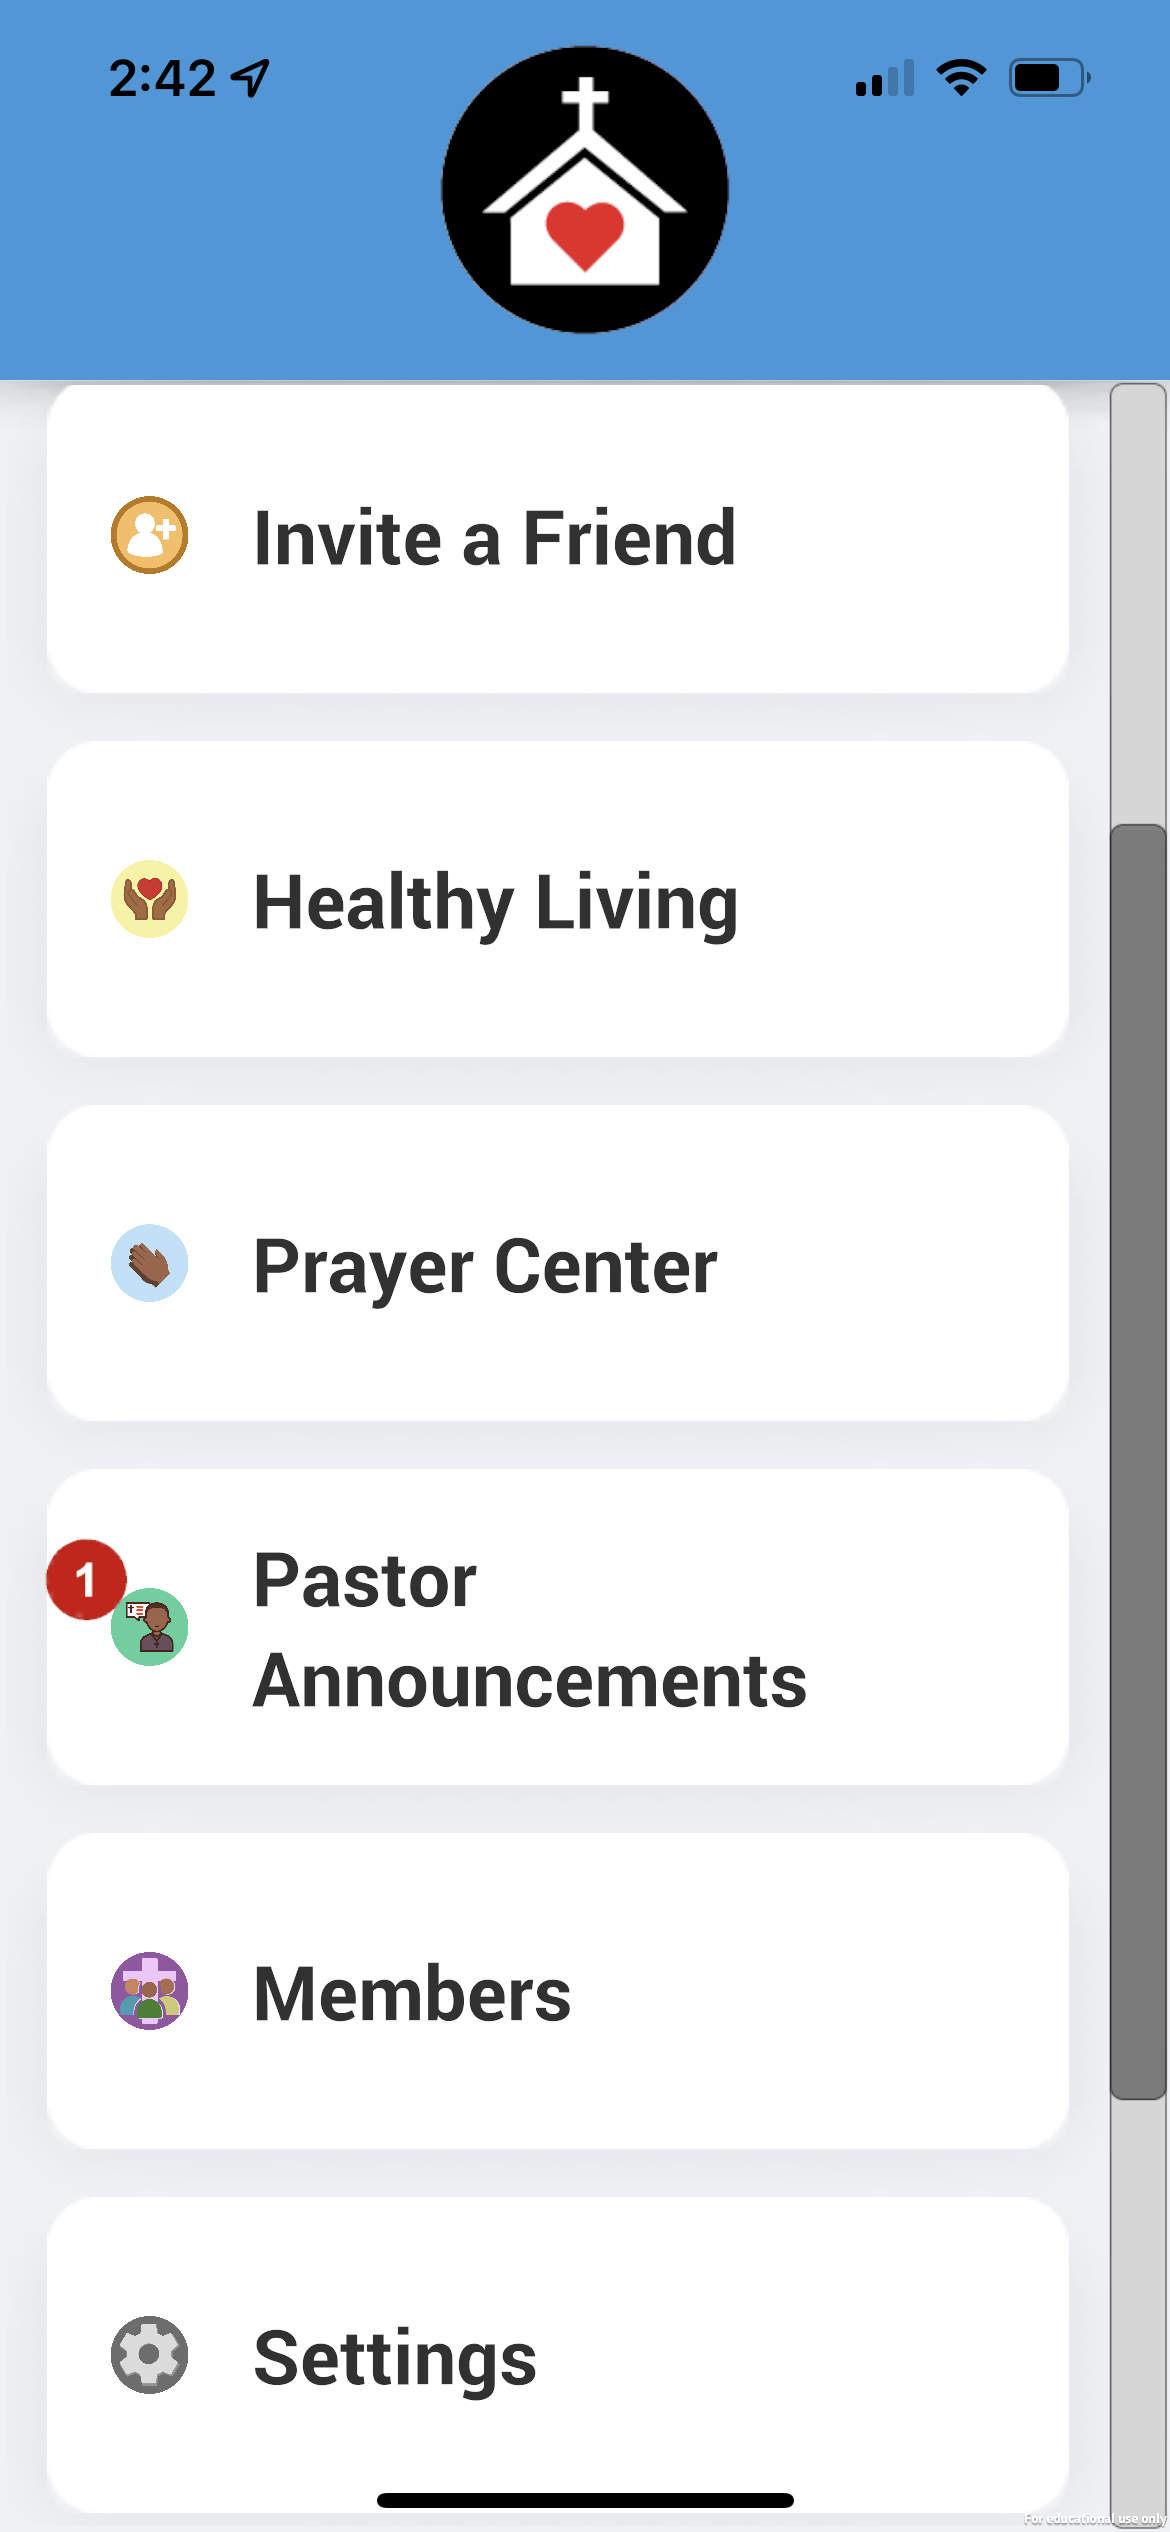 2:42
Invite a Friend
Healthy Living
Prayer Center
1
Pastor
Announcements
Members
Settings
For educational use only